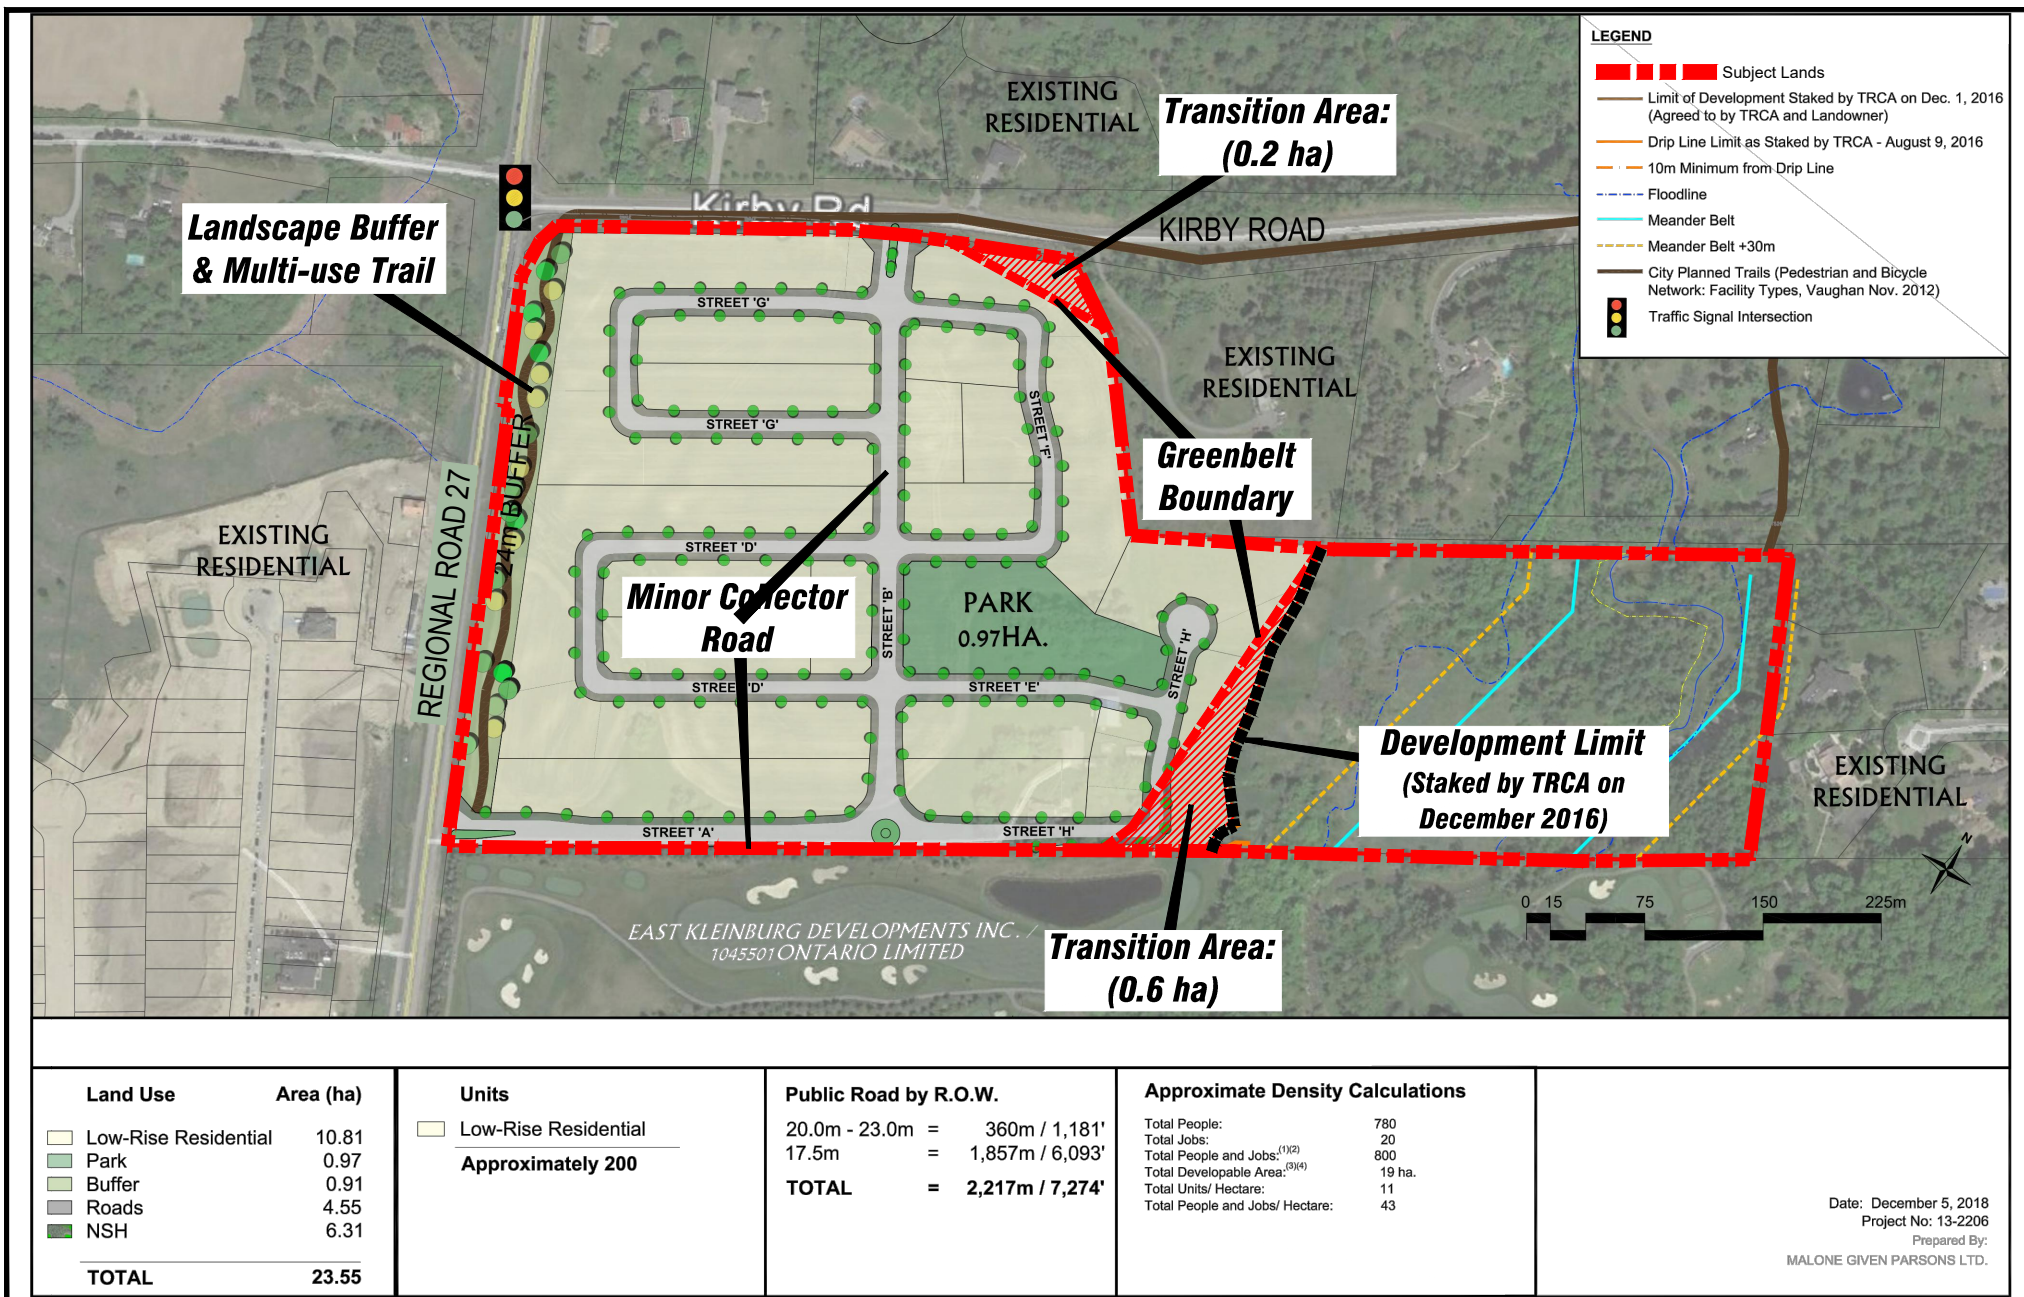 LEGEND
Subject Lands
Limit of Development Staked by TRCA on Dec. 1, 2016
(Agreed to by TRCA and Landowner)
Drip Line Limit as Staked by TRCA - August 9, 2016
10m Minimum from Drip Line
Floodline
Meander Belt
Meander Belt +30m
City Planned Trails (Pedestrian and Bicycle
Network: Facility Types, Vaughan Nov. 2012)
Traffic Signal Intersection
EXISTING
RESIDENTIAL
Transition Area:
(0.2 ha)
Kirby Rd
KIRBY ROAD
Landscape Buffer
& Multi-use Trail
STREET 'G'
STREET 'G'
STREET 'F'
EXISTING
RESIDENTIAL
Greenbelt
Boundary
24m BUFFER
REGIONAL ROAD 27
EXISTING
RESIDENTIAL
STREET 'D'
Minor Collector
Road
STREET 'B'
PARK
0.97HA.
STREET 'H'
STREET 'D'
STREET 'E'
Development Limit
(Staked by TRCA on
December 2016)
EXISTING
RESIDENTIAL
STREET 'A'
STREET 'H'
N
0 15 75 150 225m
EAST KLEINBURG DEVELOPMENTS INC. /
1045501 ONTARIO LIMITED
Transition Area:
(0.6 ha)
Land Use Area (ha)
Low-Rise Residential 10.81
Park 0.97
Buffer 0.91
Roads 4.55
NSH 6.31
TOTAL 23.55
Units
Low-Rise Residential
Approximately 200
Public Road by R.O.W.
20.0m - 23.0m = 360m / 1,181'
17.5m = 1,857m / 6,093'
TOTAL = 2,217m / 7,274'
Approximate Density Calculations
Total People: 780
Total Jobs: 20
Total People and Jobs:(1)(2) 800
Total Developable Area:(3)(4) 19 ha.
Total Units/ Hectare: 11
Total People and Jobs/ Hectare: 43
Date: December 5, 2018
Project No: 13-2206
Prepared By:
MALONE GIVEN PARSONS LTD.